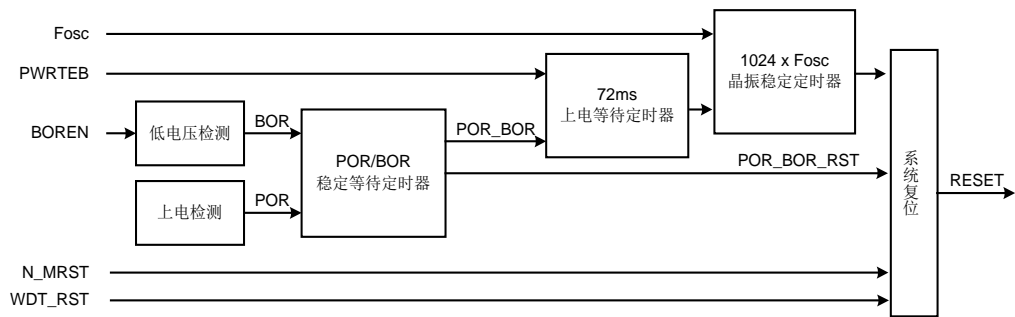 Fosc
PWRTEB
BOREN
低电压检测
BOR
上电检测
POR
POR/BOR
稳定等待定时器
POR_BOR
72ms
上电等待定时器
1024 x Fosc
晶振稳定定时器
POR_BOR_RST
系统复位
RESET
N_MRST
WDT_RST